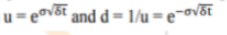 u = e^{σ√δt} and d = 1/u = e^{−σ√δt}